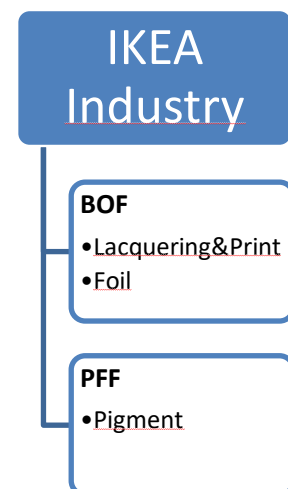 IKEA
Industry
BOF
•Lacquering&Print
•Foil
PFF
•Pigment